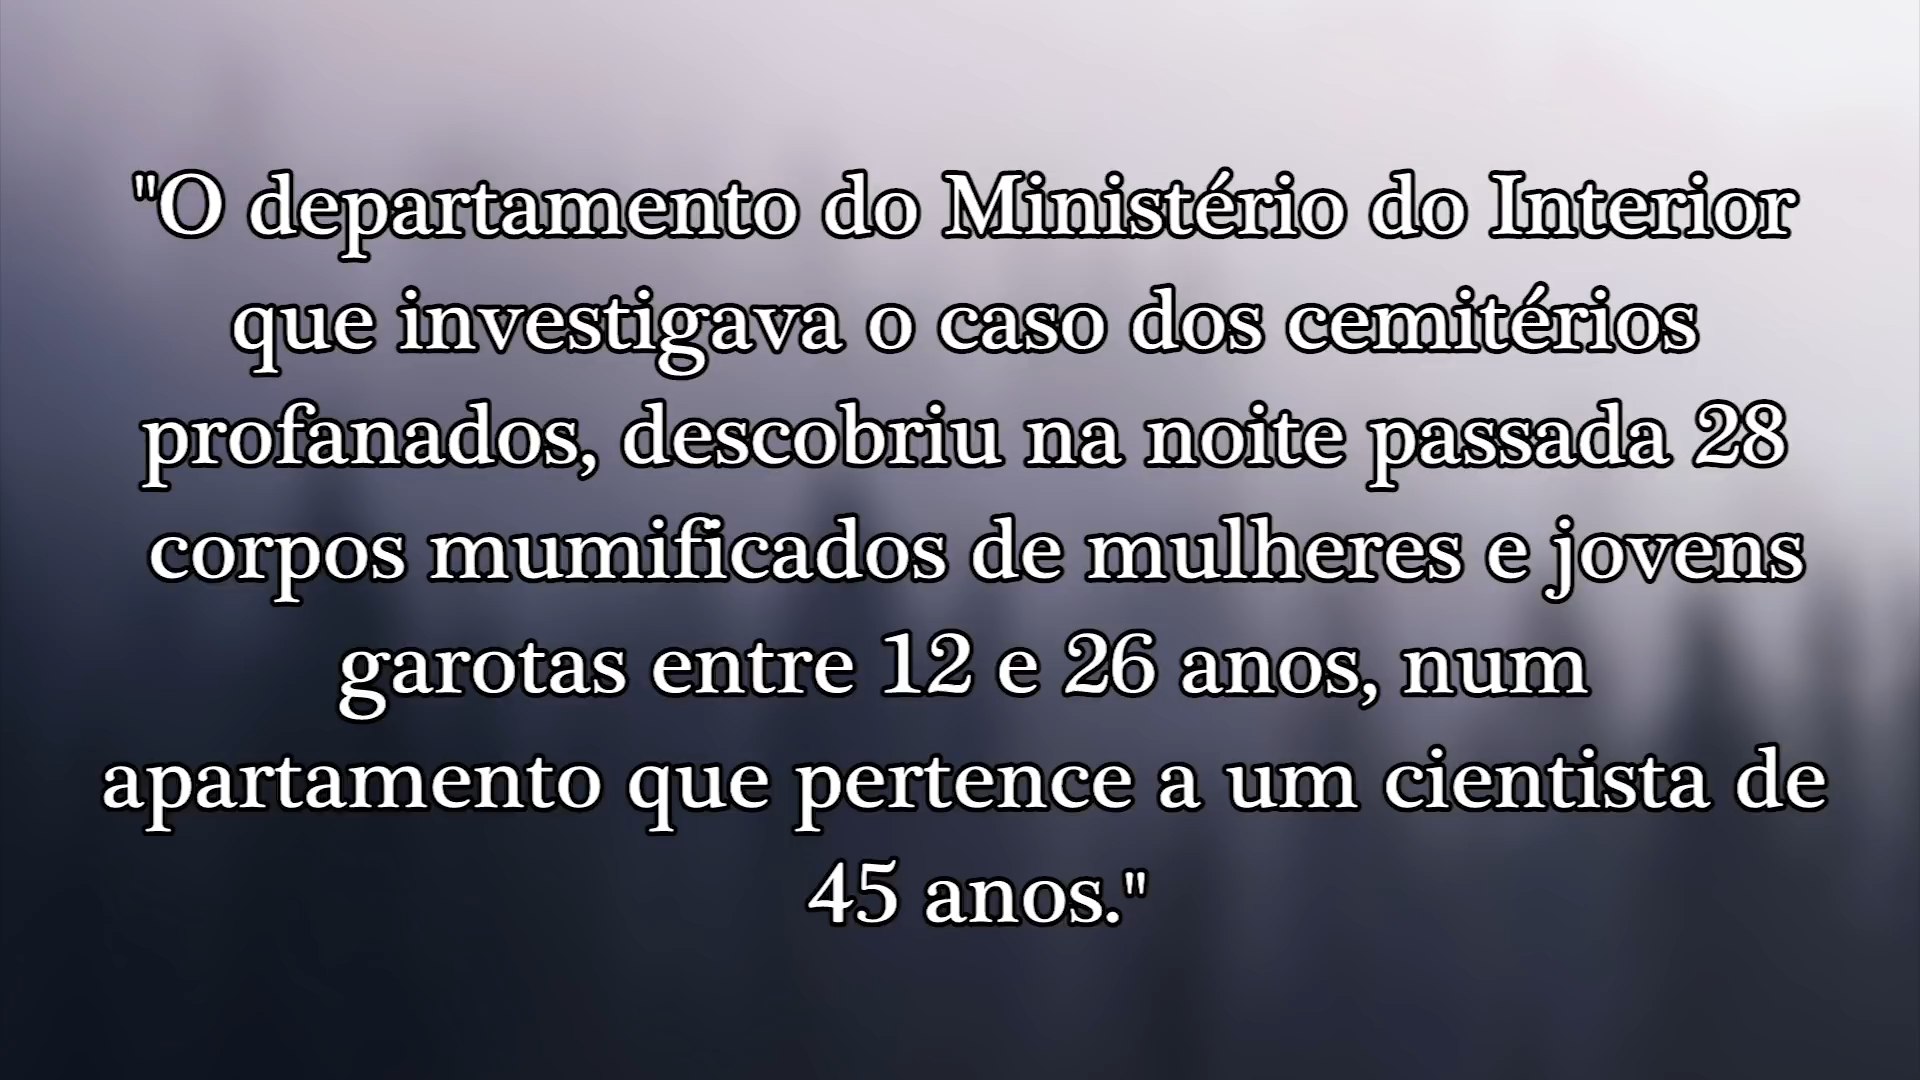 "O departamento do Ministério do Interior
que investigava o caso dos cemitérios
profanados, descobriu na noite passada 28
corpos mumificados de mulheres e jovens
garotas entre 12 e 26 anos, num
apartamento que pertence a um cientista de
45 anos."